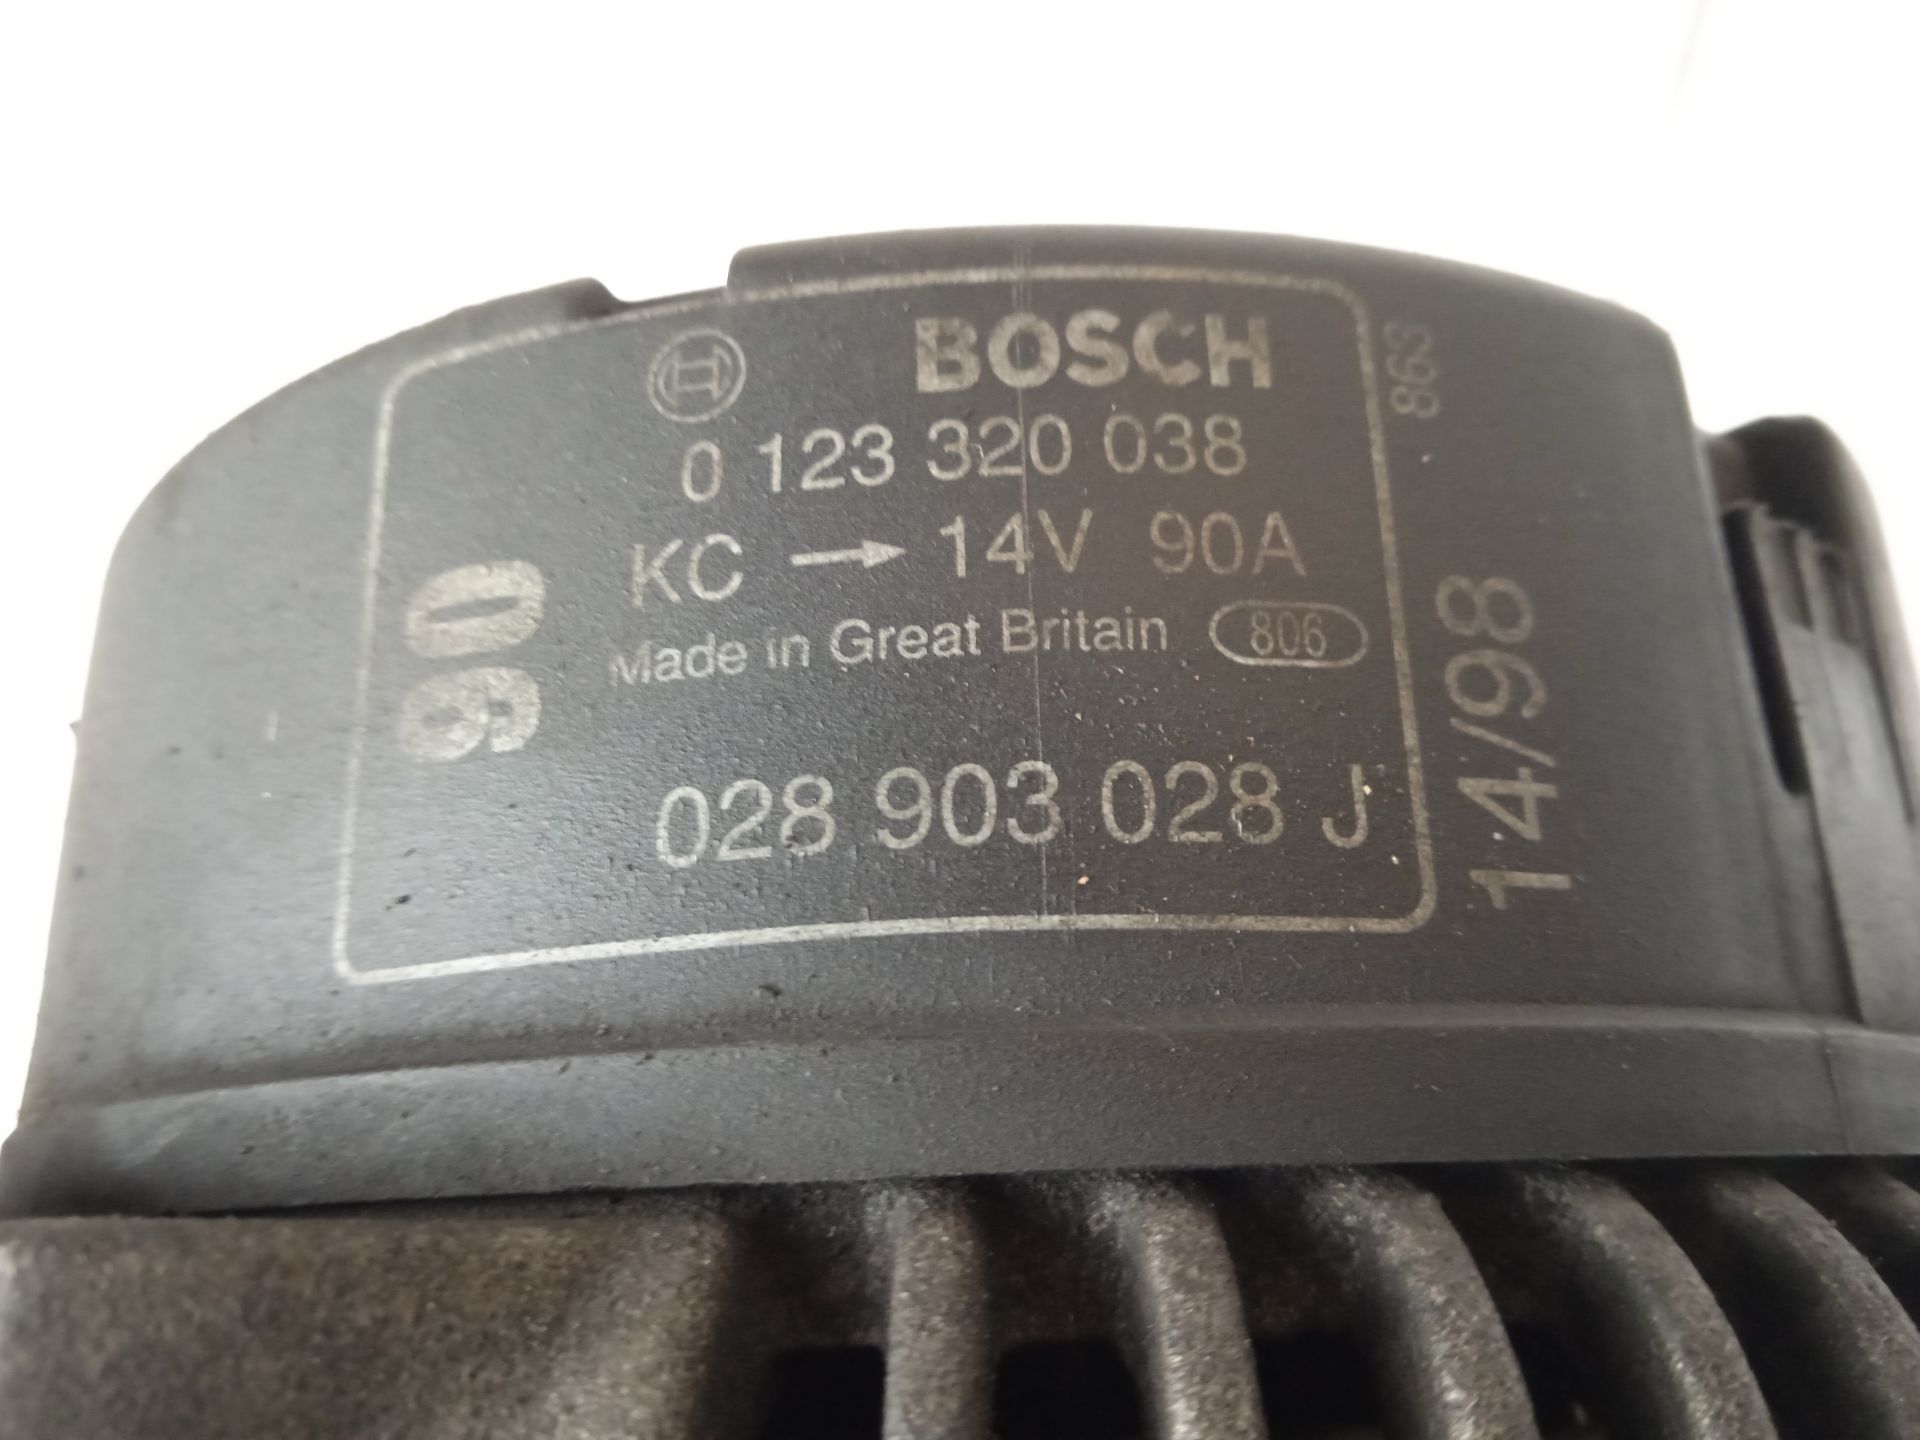 BOSCH
0 123 320 038
KC → 14V 90A
Made in Great Britain 806
028 903 028 J
90
863
14/98